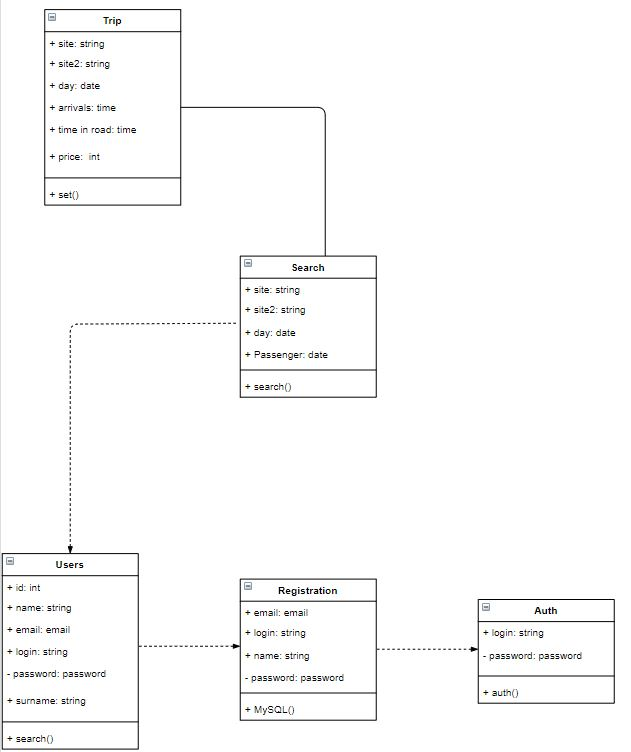 Trip
+ site: string
+ site2: string
+ day: date
+ arrivals: time
+ time in road: time
+ price:  int
+ set()
Search
+ site: string
+ site2: string
+ day: date
+ Passenger: date
+ search()
Users
+ id: int
+ name: string
+ email: email
+ login: string
- password: password
+ surname: string
+ search()
Registration
+ email: email
+ login: string
+ name: string
- password: password
+ MySQL()
Auth
+ login: string
- password: password
+ auth()